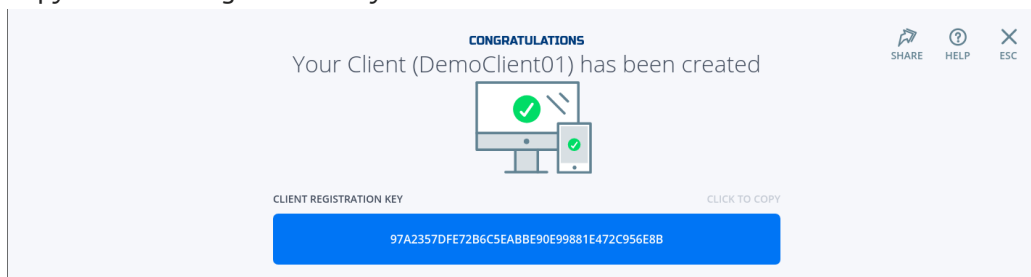 CONGRATULATIONS
Your Client (DemoClient01) has been created
SHARE
HELP
ESC
CLIENT REGISTRATION KEY
CLICK TO COPY
97A2357DFE72B6C5EABBE90E99881E472C956E8B